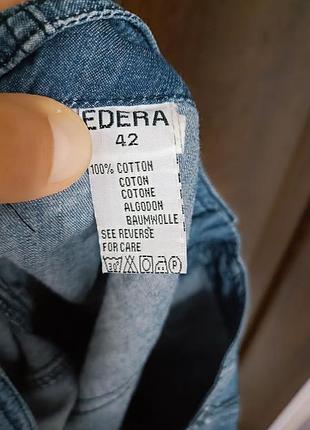 EDERA
42
100% COTTON
COTON
COTONE
ALGODON
BAUMWOLLE
SEE REVERSE
FOR CARE